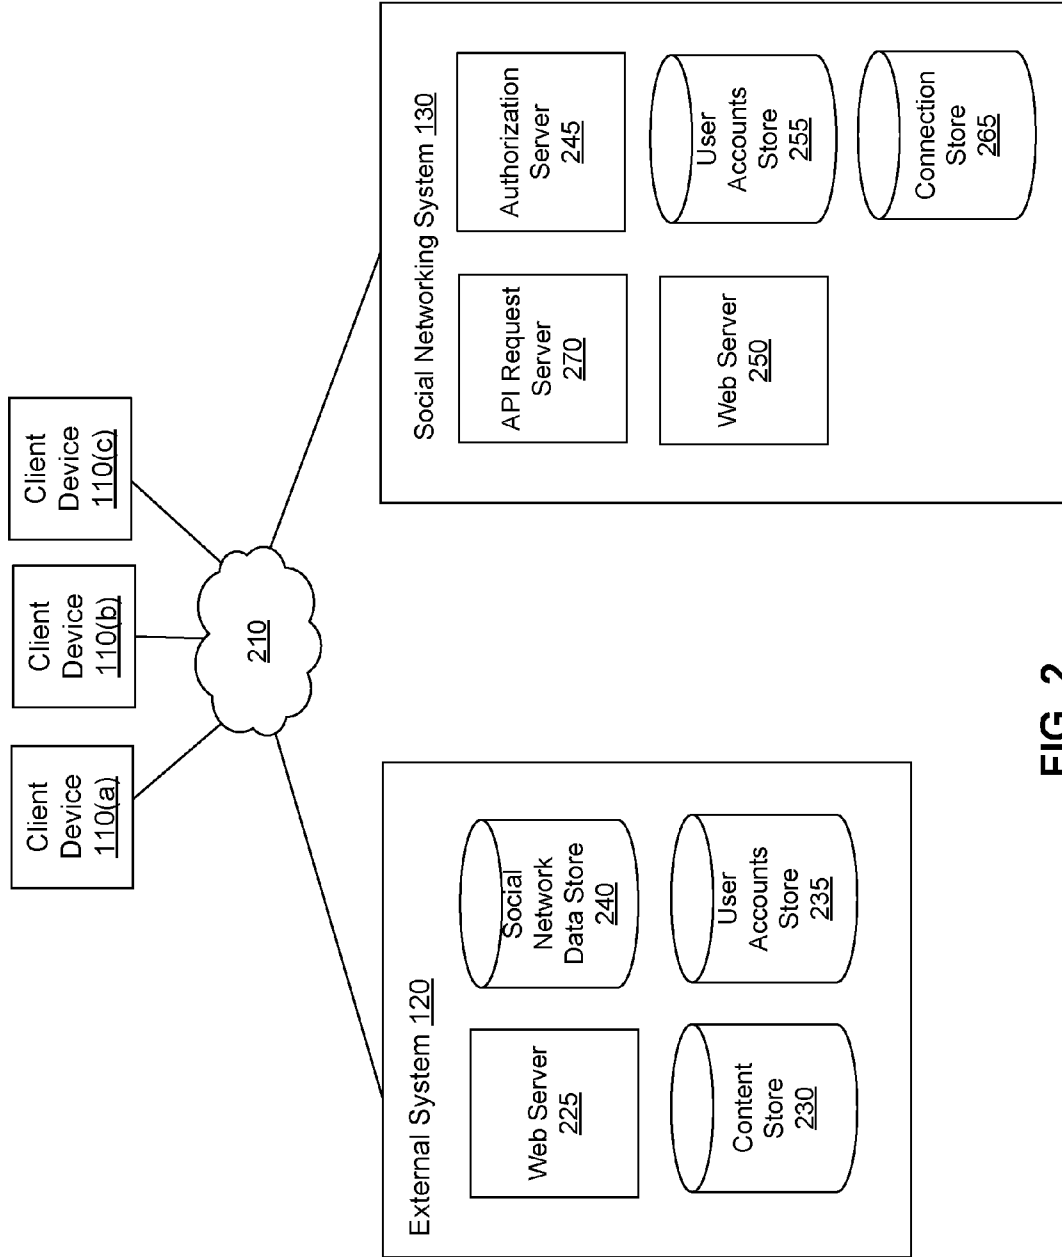 Client
Device
110(a)
Client
Device
110(b)
Client
Device
110(c)
210
External System 120
Web Server
225
Social
Network
Data Store
240
Content
Store
230
User
Accounts
Store
235
Social Networking System 130
API Request
Server
270
Authorization
Server
245
Web Server
250
User
Accounts
Store
255
Connection
Store
265
FIG. 2